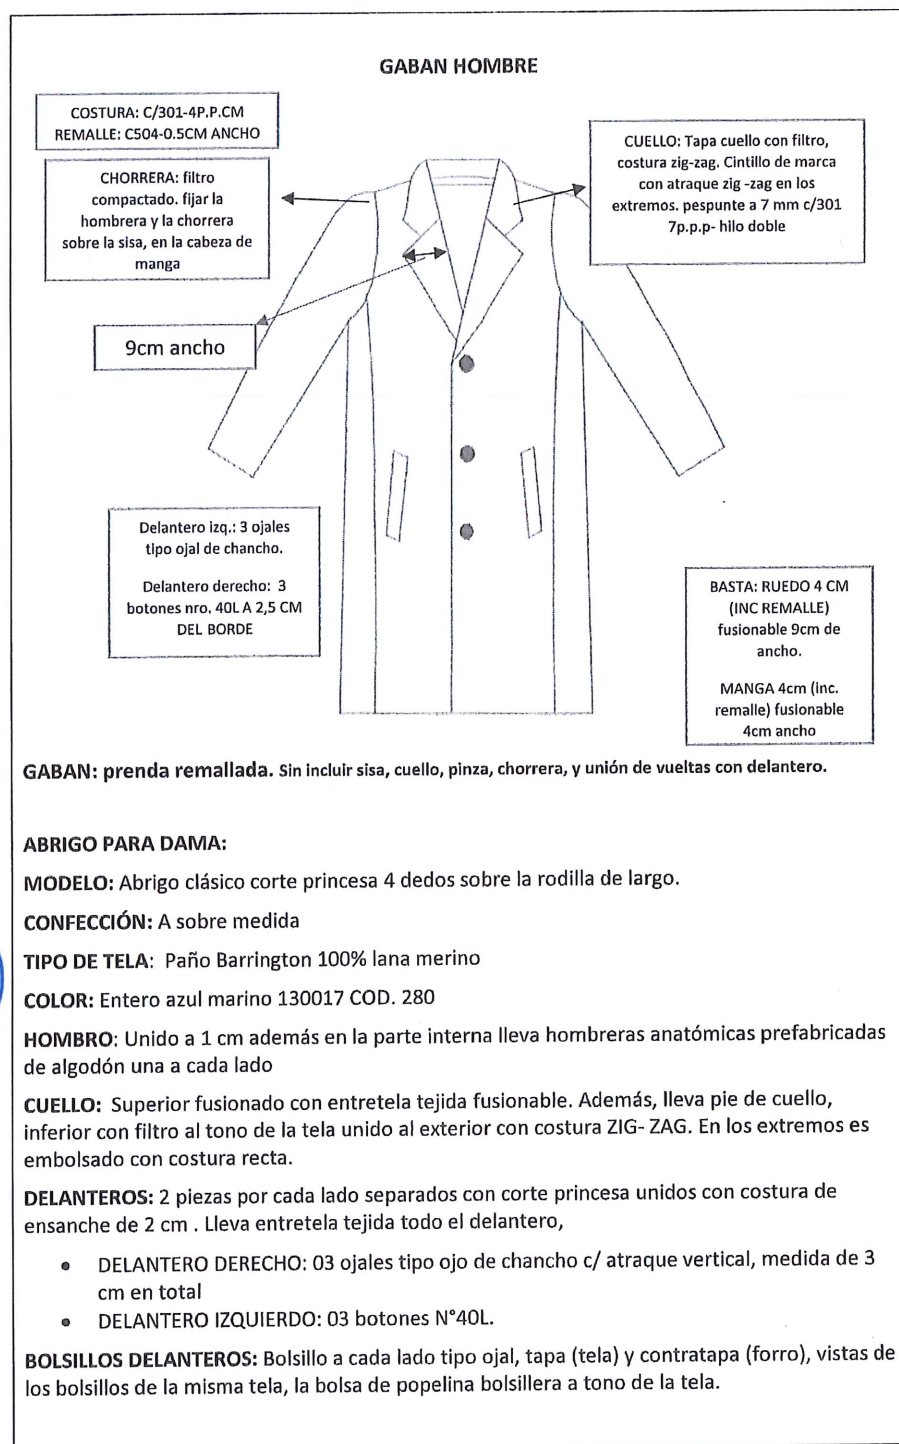 GABAN HOMBRE
COSTURA: C/301-4P.P.CM
REMALLE: C504-0.5CM ANCHO
CHORRERA: filtro
compactado. fijar la
hombrera y la chorrera
sobre la sisa, en la cabeza de
manga
CUELLO: Tapa cuello con filtro,
costura zig-zag. Cintillo de marca
con atraque zig -zag en los
extremos. pespunte a 7 mm c/301
7p.p.p- hilo doble
9cm ancho
Delantero izq.: 3 ojales
tipo ojal de chancho.
Delantero derecho: 3
botones nro. 40L A 2,5 CM
DEL BORDE
BASTA: RUEDO 4 CM
(INC REMALLE)
fusionable 9cm de
ancho.
MANGA 4cm (inc.
remalle) fusionable
4cm ancho
GABAN: prenda remallada. Sin incluir sisa, cuello, pinza, chorrera, y unión de vueltas con delantero.
ABRIGO PARA DAMA:
MODELO: Abrigo clásico corte princesa 4 dedos sobre la rodilla de largo.
CONFECCIÓN: A sobre medida
TIPO DE TELA: Paño Barrington 100% lana merino
COLOR: Entero azul marino 130017 COD. 280
HOMBRO: Unido a 1 cm además en la parte interna lleva hombreras anatómicas prefabricadas
de algodón una a cada lado
CUELLO: Superior fusionado con entretela tejida fusionable. Además, lleva pie de cuello,
inferior con filtro al tono de la tela unido al exterior con costura ZIG- ZAG. En los extremos es
embolsado con costura recta.
DELANTEROS: 2 piezas por cada lado separados con corte princesa unidos con costura de
ensanche de 2 cm . Lleva entretela tejida todo el delantero,
• DELANTERO DERECHO: 03 ojales tipo ojo de chancho c/ atraque vertical, medida de 3
cm en total
• DELANTERO IZQUIERDO: 03 botones N°40L.
BOLSILLOS DELANTEROS: Bolsillo a cada lado tipo ojal, tapa (tela) y contratapa (forro), vistas de
los bolsillos de la misma tela, la bolsa de popelina bolsillera a tono de la tela.